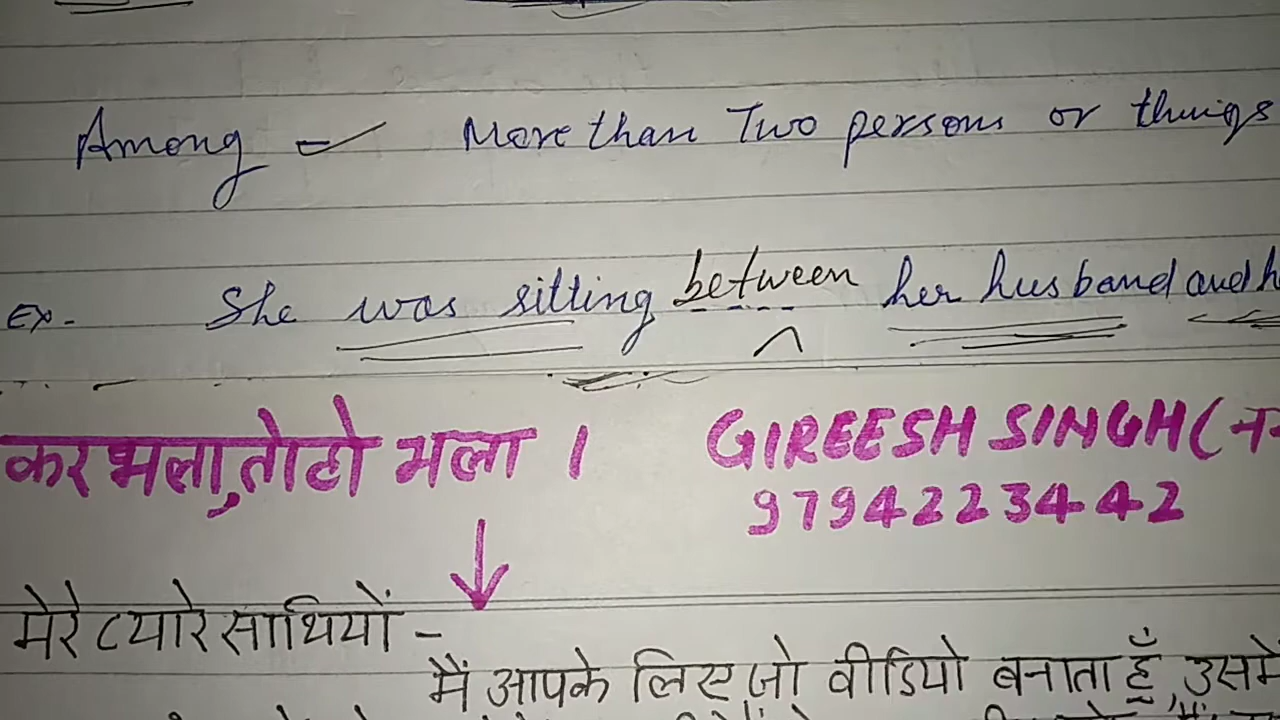 Among - More than Two persons or things
Ex. She was sitting between her husband and h
कर भला, तो हो भला । GIREESH SINGH (
9794223442
मेरे प्यारे साथियों -
मैं आपके लिए जो वीडियो बनाता हूँ, उसमें